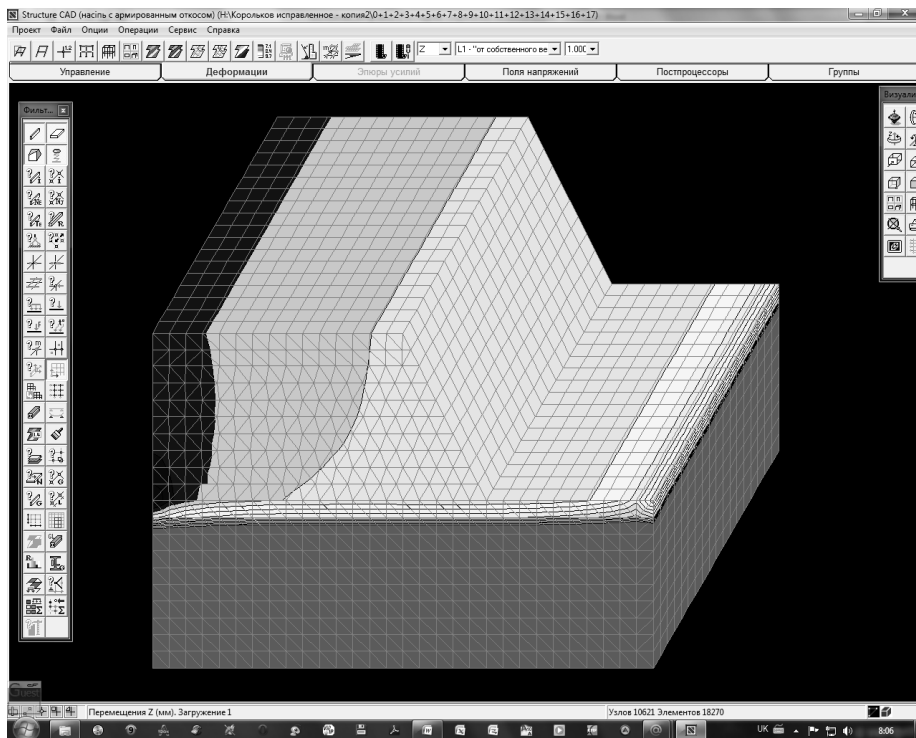 Structure CAD (насіпь с армированным откосом) (H:\Корольков исправленное - копия2\0+1+2+3+4+5+6+7+8+9+10+11+12+13+14+15+16+17)
Проект Файл Опции Операции Сервис Справка
Z L1 - "от собственного ве 1.00
Управление Деформации Эпюры усилий Поля напряжений Постпроцессоры Группы
Фильт...
Визуали
Guest
Перемещения Z (мм). Загружение 1 Узлов 10621 Элементов 18270
UK 8:06